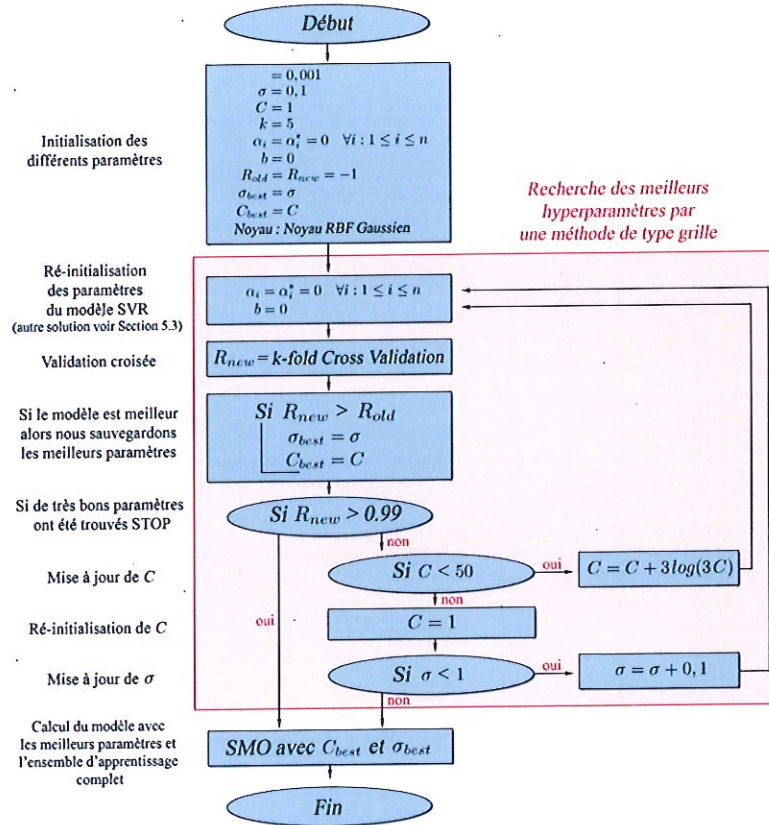 Début
Initialisation des
différents paramètres
= 0,001
σ = 0,1
C = 1
k = 5
α_i = α_i^* = 0 ∀i : 1 ≤ i ≤ n
b = 0
R_old = R_new = −1
σ_best = σ
C_best = C
Noyau : Noyau RBF Gaussien
Recherche des meilleurs
hyperparamètres par
une méthode de type grille
Ré-initialisation
des paramètres
du modèle SVR
(autre solution voir Section 5.3)
α_i = α_i^* = 0 ∀i : 1 ≤ i ≤ n
b = 0
Validation croisée
R_new = k-fold Cross Validation
Si le modèle est meilleur
alors nous sauvegardons
les meilleurs paramètres
Si R_new > R_old
σ_best = σ
C_best = C
Si de très bons paramètres
ont été trouvés STOP
Si R_new > 0.99
non
Mise à jour de C
Si C < 50
oui
C = C + 3log(3C)
non
oui
Ré-initialisation de C
C = 1
Mise à jour de σ
Si σ < 1
oui
σ = σ + 0,1
non
Calcul du modèle avec
les meilleurs paramètres et
l'ensemble d'apprentissage
complet
SMO avec C_best et σ_best
Fin